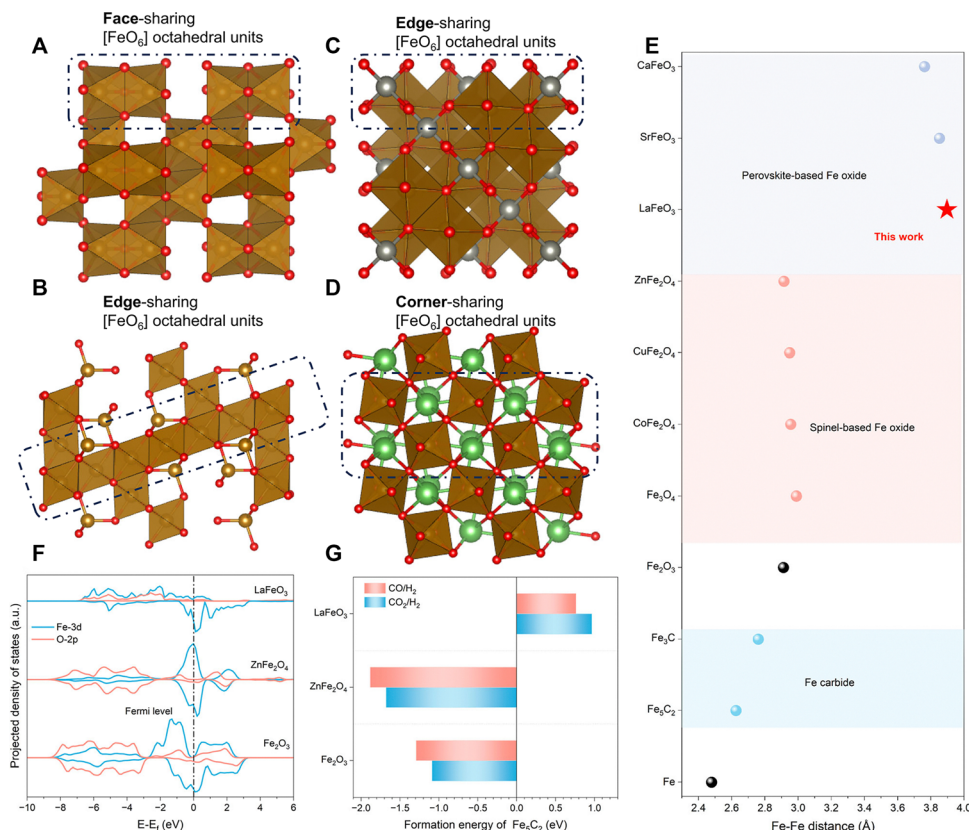 A
Face-sharing
[FeO₆] octahedral units
C
Edge-sharing
[FeO₆] octahedral units
B
Edge-sharing
[FeO₆] octahedral units
D
Corner-sharing
[FeO₆] octahedral units
E
CaFeO₃
SrFeO₃
Perovskite-based Fe oxide
LaFeO₃
This work
ZnFe₂O₄
CuFe₂O₄
CoFe₂O₄
Spinel-based Fe oxide
Fe₃O₄
Fe₂O₃
Fe₃C
Fe carbide
Fe₅C₂
Fe
2.4 2.6 2.8 3.0 3.2 3.4 3.6 3.8 4.0
Fe-Fe distance (Å)
F
Projected density of states (a.u.)
LaFeO₃
Fe-3d
O-2p
ZnFe₂O₄
Fermi level
Fe₂O₃
-10 -8 -6 -4 -2 0 2 4 6
E-E_f (eV)
G
CO/H₂
CO₂/H₂
LaFeO₃
ZnFe₂O₄
Fe₂O₃
-2.0 -1.5 -1.0 -0.5 0.0 0.5 1.0
Formation energy of Fe₅C₂ (eV)